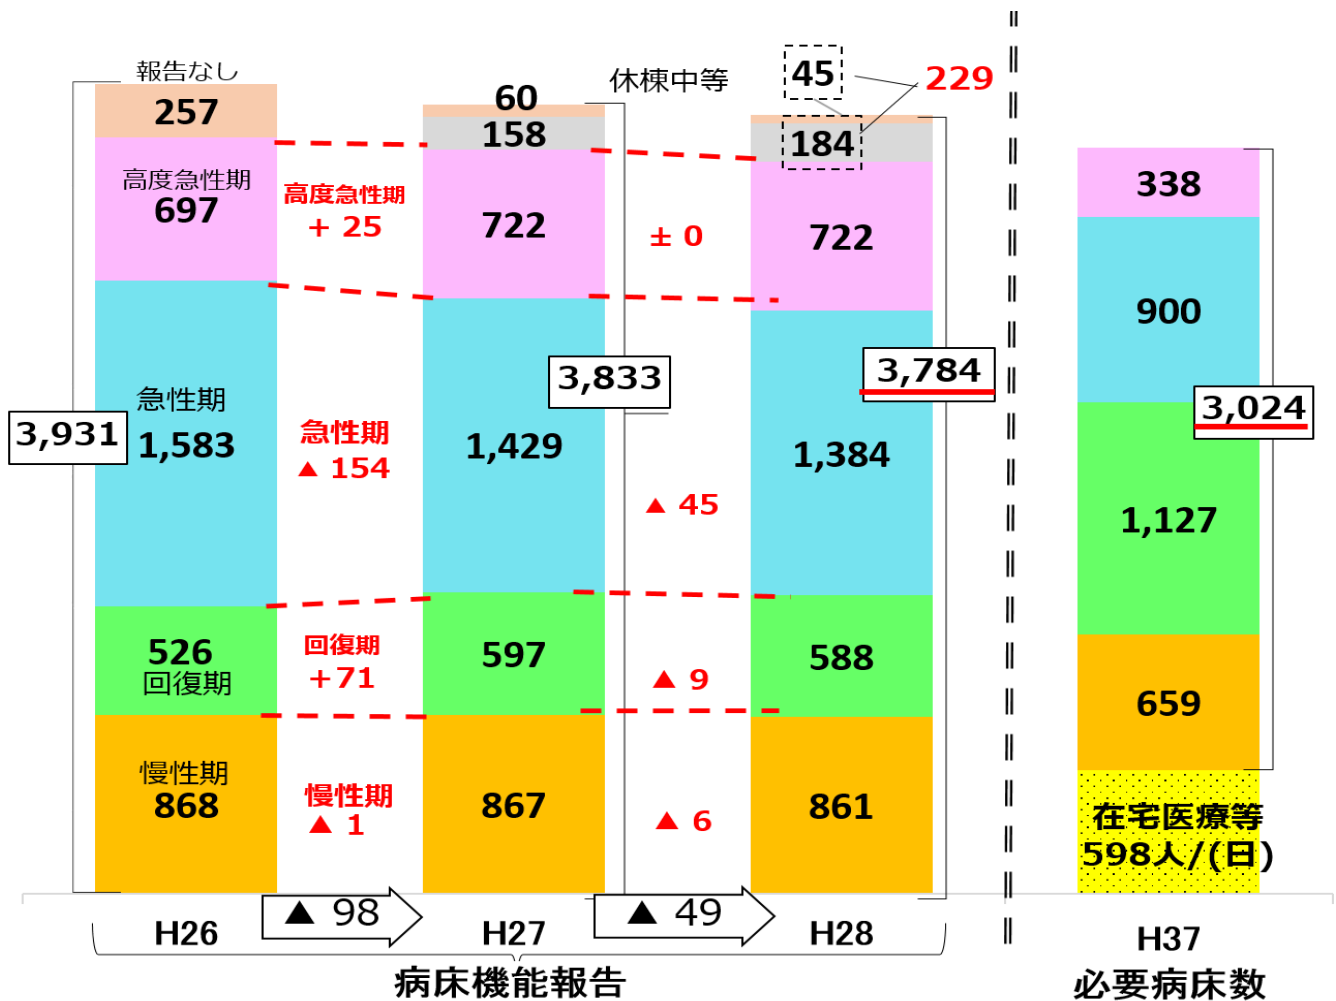 報告なし
257
高度急性期
697
急性期
1,583
3,931
526
回復期
慢性期
868
高度急性期
+ 25
急性期
▲ 154
回復期
+71
慢性期
▲ 1
60
158
722
1,429
3,833
597
867
休棟中等
± 0
▲ 45
▲ 9
▲ 6
45
229
184
722
1,384
3,784
588
861
338
900
3,024
1,127
659
在宅医療等
598人/(日)
▲ 98
▲ 49
H26
H27
H28
H37
病床機能報告
必要病床数